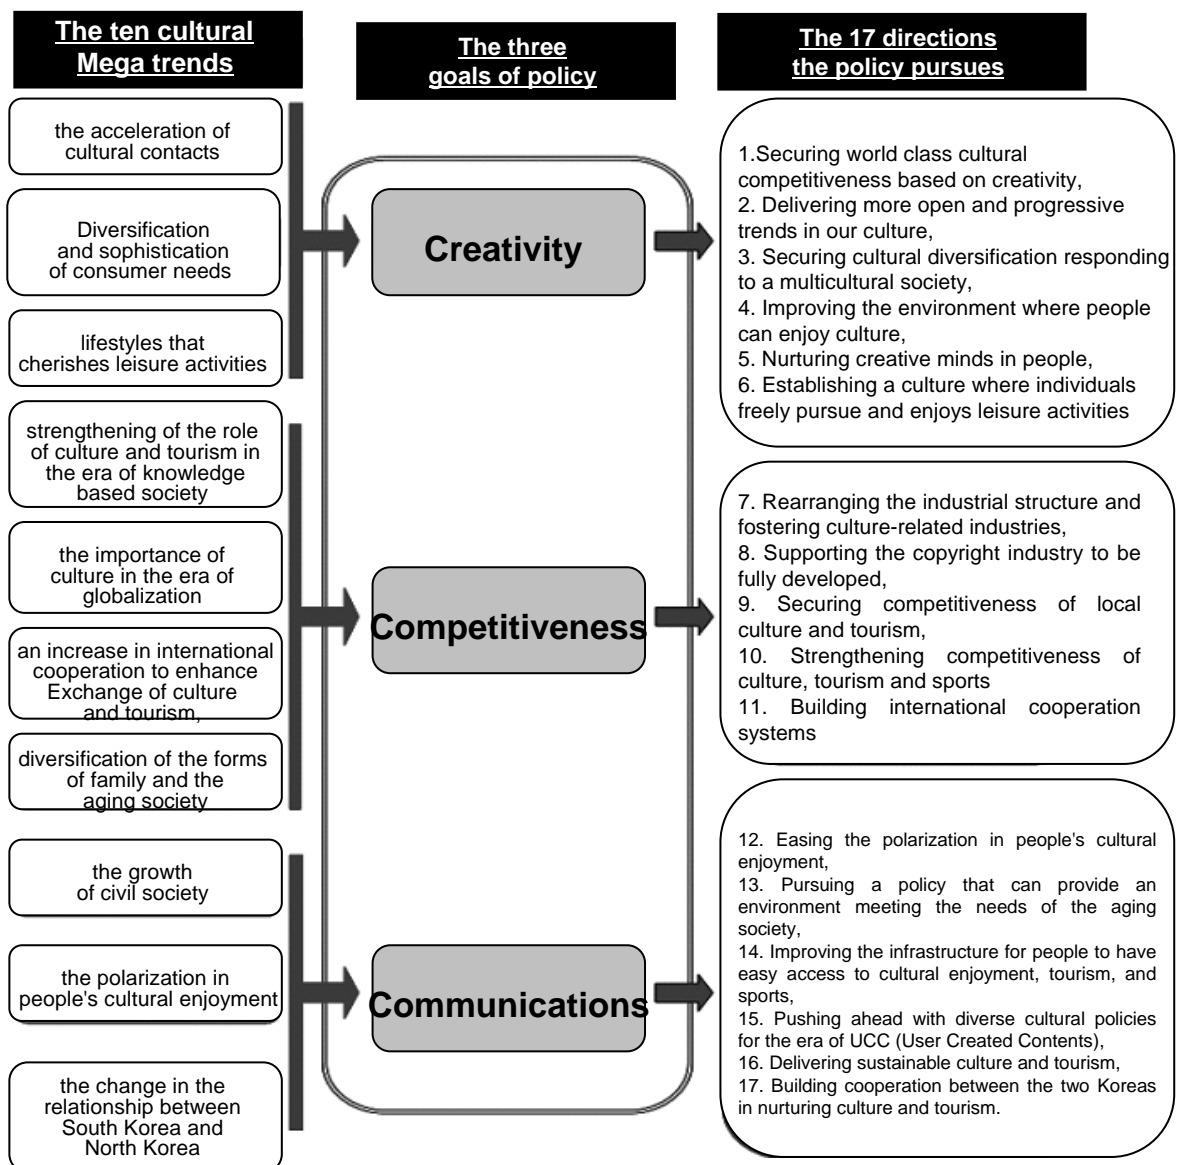 The ten cultural
Mega trends
the acceleration of
cultural contacts
Diversification
and sophistication
of consumer needs
lifestyles that
cherishes leisure activities
strengthening of the role
of culture and tourism in
the era of knowledge
based society
the importance of
culture in the era of
globalization
an increase in international
cooperation to enhance
Exchange of culture
and tourism,
diversification of the forms
of family and the
aging society
the growth
of civil society
the polarization in
people's cultural enjoyment
the change in the
relationship between
South Korea and
North Korea
The three
goals of policy
Creativity
Competitiveness
Communications
The 17 directions
the policy pursues
1.Securing world class cultural
competitiveness based on creativity,
2. Delivering more open and progressive
trends in our culture,
3. Securing cultural diversification responding
to a multicultural society,
4. Improving the environment where people
can enjoy culture,
5. Nurturing creative minds in people,
6. Establishing a culture where individuals
freely pursue and enjoys leisure activities
7. Rearranging the industrial structure and
fostering culture-related industries,
8. Supporting the copyright industry to be
fully developed,
9. Securing competitiveness of local
culture and tourism,
10. Strengthening competitiveness of
culture, tourism and sports
11. Building international cooperation
systems
12. Easing the polarization in people's cultural
enjoyment,
13. Pursuing a policy that can provide an
environment meeting the needs of the aging
society,
14. Improving the infrastructure for people to have
easy access to cultural enjoyment, tourism, and
sports,
15. Pushing ahead with diverse cultural policies
for the era of UCC (User Created Contents),
16. Delivering sustainable culture and tourism,
17. Building cooperation between the two Koreas
in nurturing culture and tourism.